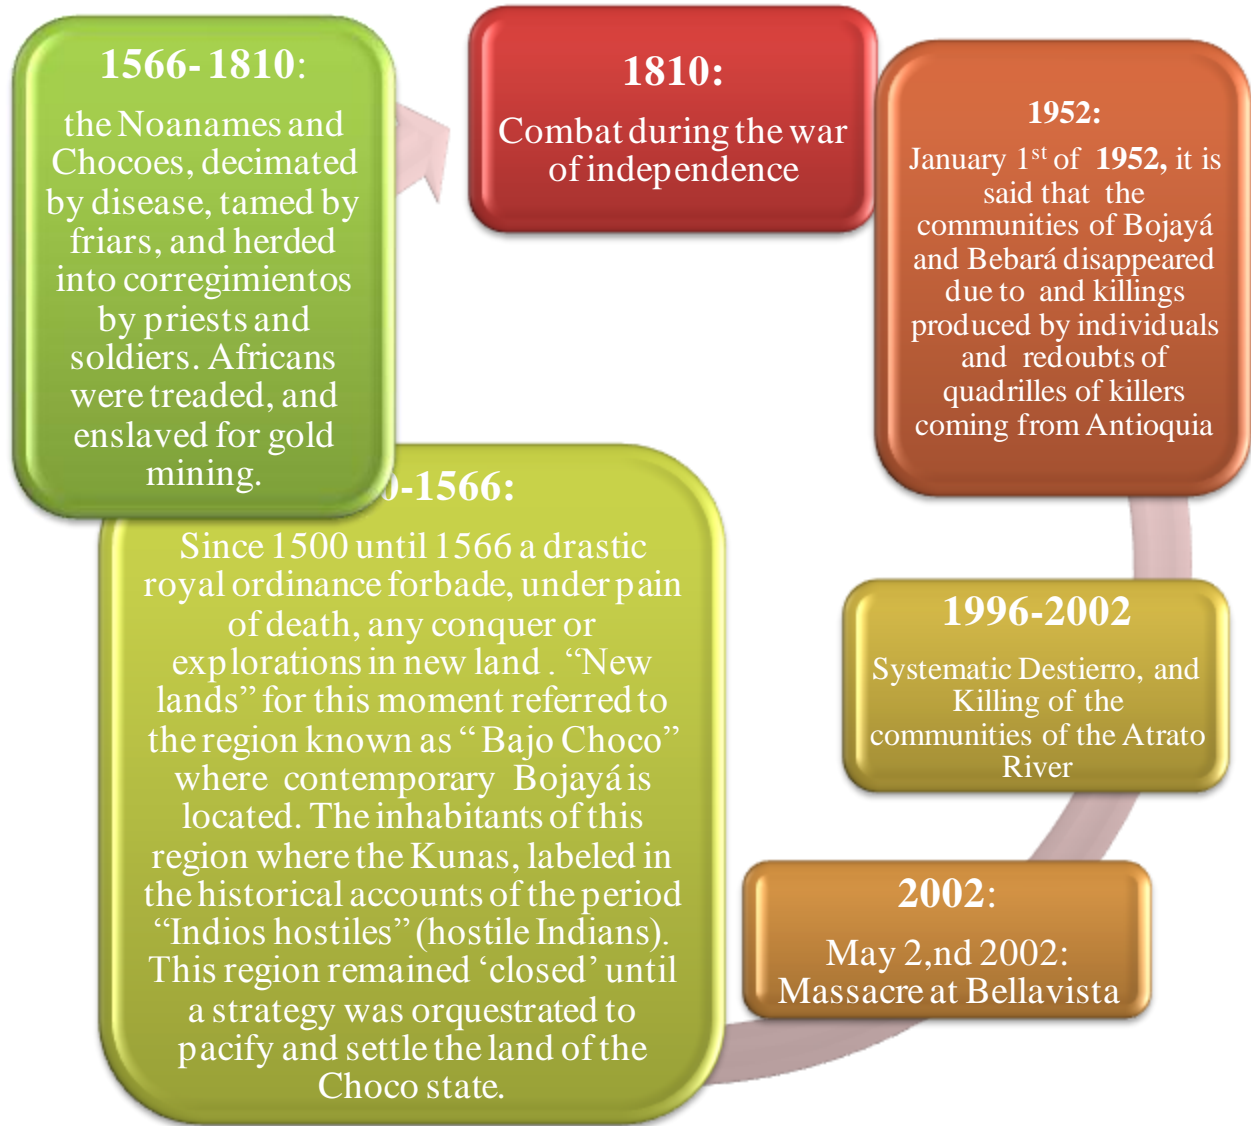 1566-1810:
the Noanames and
Chocoes, decimated
by disease, tamed by
friars, and herded
into corregimientos
by priests and
soldiers. Africans
were treaded, and
enslaved for gold
mining.
1810:
Combat during the war
of independence
1952:
January 1st of 1952, it is
said that the
communities of Bojayá
and Bebará disappeared
due to and killings
produced by individuals
and redoubts of
quadrilles of killers
coming from Antioquia
1996-2002
Systematic Destierro, and
Killing of the
communities of the Atrato
River
2002:
May 2,nd 2002:
Massacre at Bellavista
0-1566:
Since 1500 until 1566 a drastic
royal ordinance forbade, under pain
of death, any conquer or
explorations in new land . “New
lands” for this moment referred to
the region known as “ Bajo Choco”
where contemporary Bojayá is
located. The inhabitants of this
region where the Kunas, labeled in
the historical accounts of the period
“Indios hostiles” (hostile Indians).
This region remained ‘closed’ until
a strategy was orquestrated to
pacify and settle the land of the
Choco state.